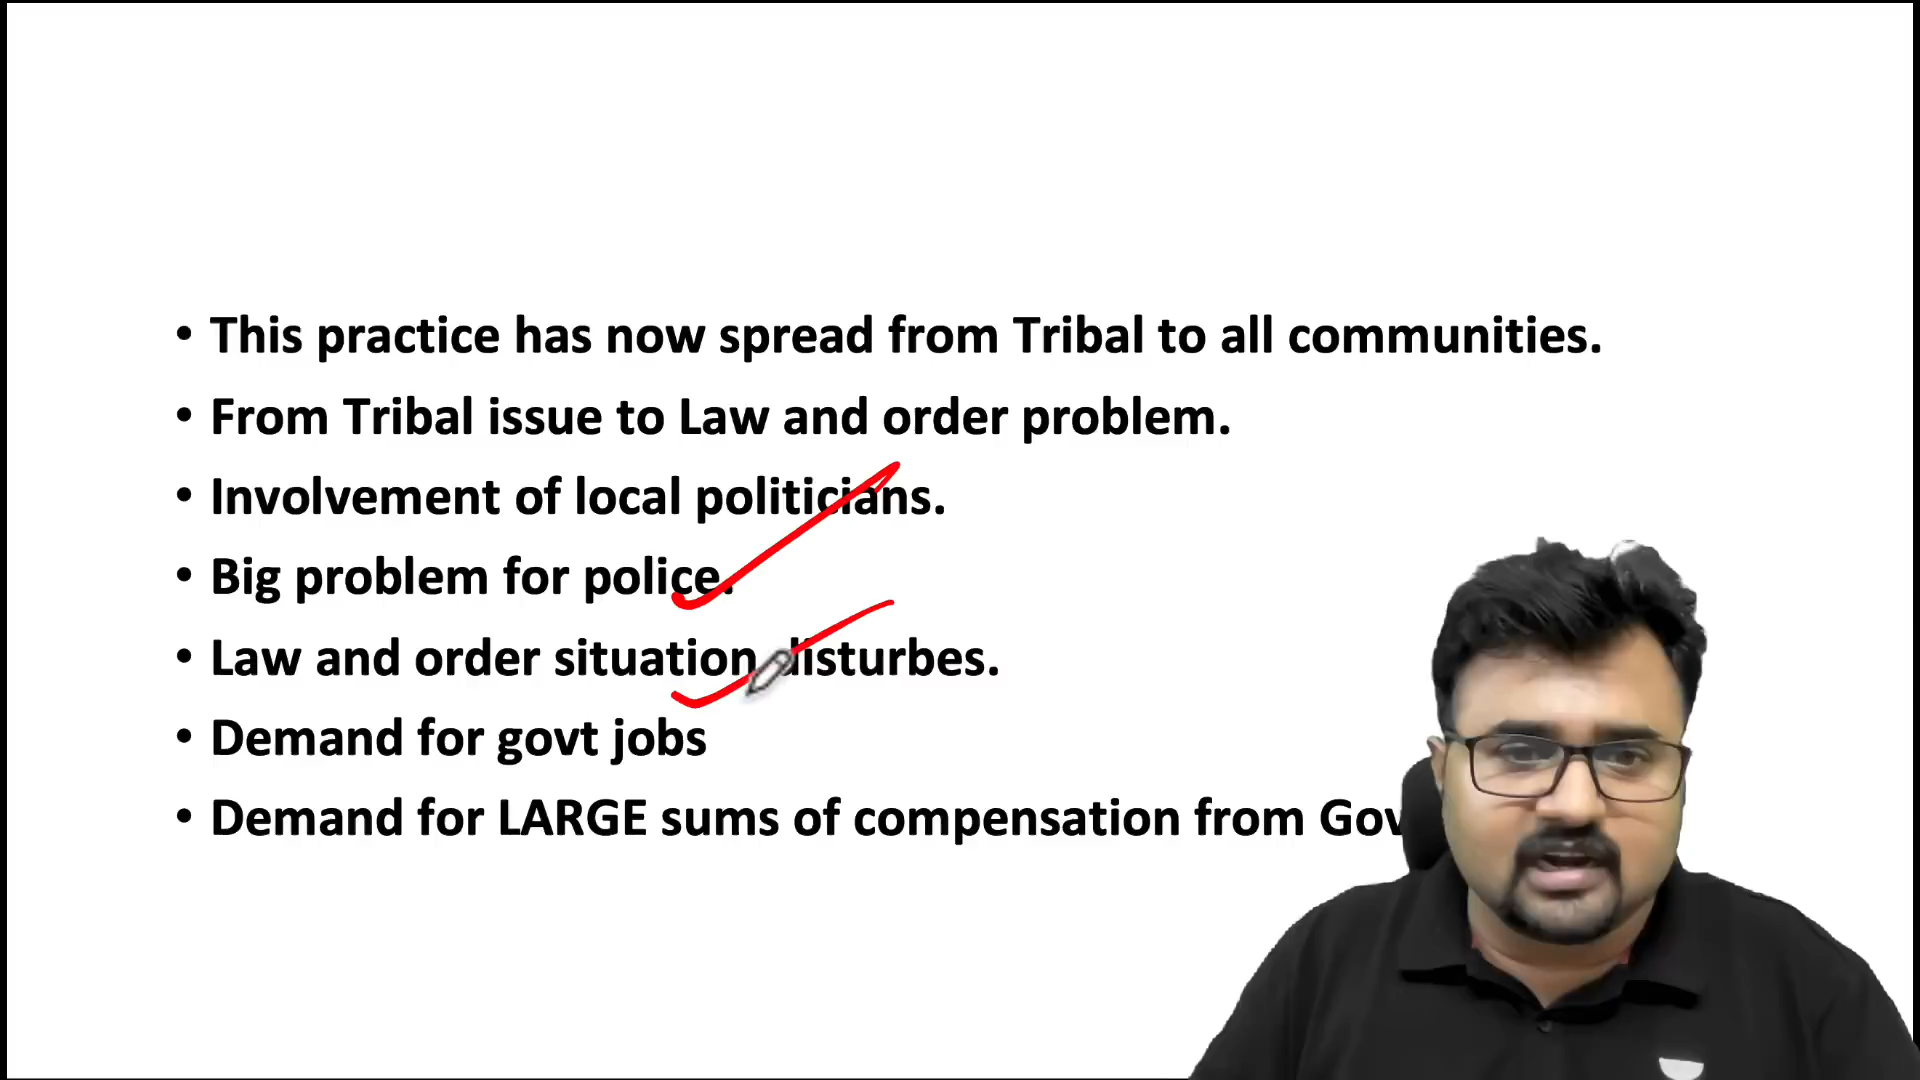 • This practice has now spread from Tribal to all communities.
• From Tribal issue to Law and order problem.
• Involvement of local politicians.
• Big problem for police.
• Law and order situation disturbes.
• Demand for govt jobs
• Demand for LARGE sums of compensation from